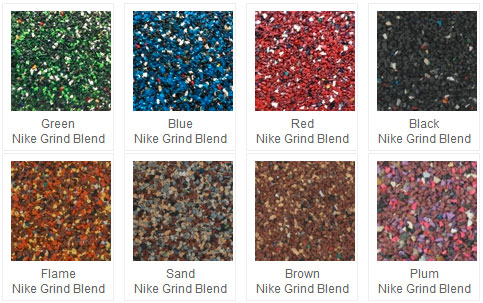 Green
Nike Grind Blend
Blue
Nike Grind Blend
Red
Nike Grind Blend
Black
Nike Grind Blend
Flame
Nike Grind Blend
Sand
Nike Grind Blend
Brown
Nike Grind Blend
Plum
Nike Grind Blend